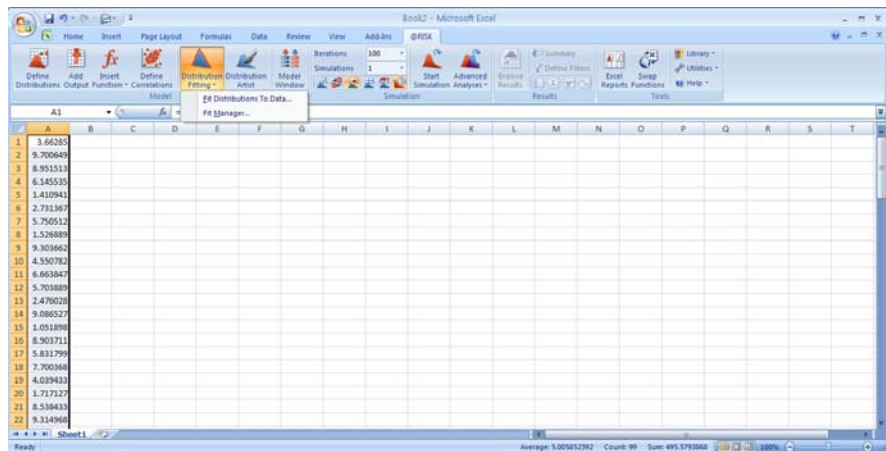 Book2 - Microsoft Excel
Home Insert Page Layout Formulas Data Review View Add-Ins @RISK
Define Distributions
Add Output
Insert Function
Define Correlations
Distribution Fitting
Distribution Artist
Model Window
Iterations 100
Simulations 1
Start Simulation
Advanced Analyses
Browse Results
Summary
Define Filters
Excel Reports
Swap Functions
Library
Utilities
Help
Model Simulation Results Tools
Fit Distributions To Data...
Fit Manager...
A1 fx =
A B C D E F G H I J K L M N O P Q R S T
1 3.66285
2 9.700649
3 8.951513
4 6.145535
5 1.410941
6 2.731367
7 5.750512
8 1.526889
9 9.303662
10 4.550782
11 6.663847
12 5.703889
13 2.476028
14 9.086527
15 1.051898
16 8.903711
17 5.831799
18 7.700368
19 4.039433
20 1.717127
21 8.538433
22 9.314968
Sheet1
Ready Average: 5.005852392 Count: 99 Sum: 495.5793868 100%